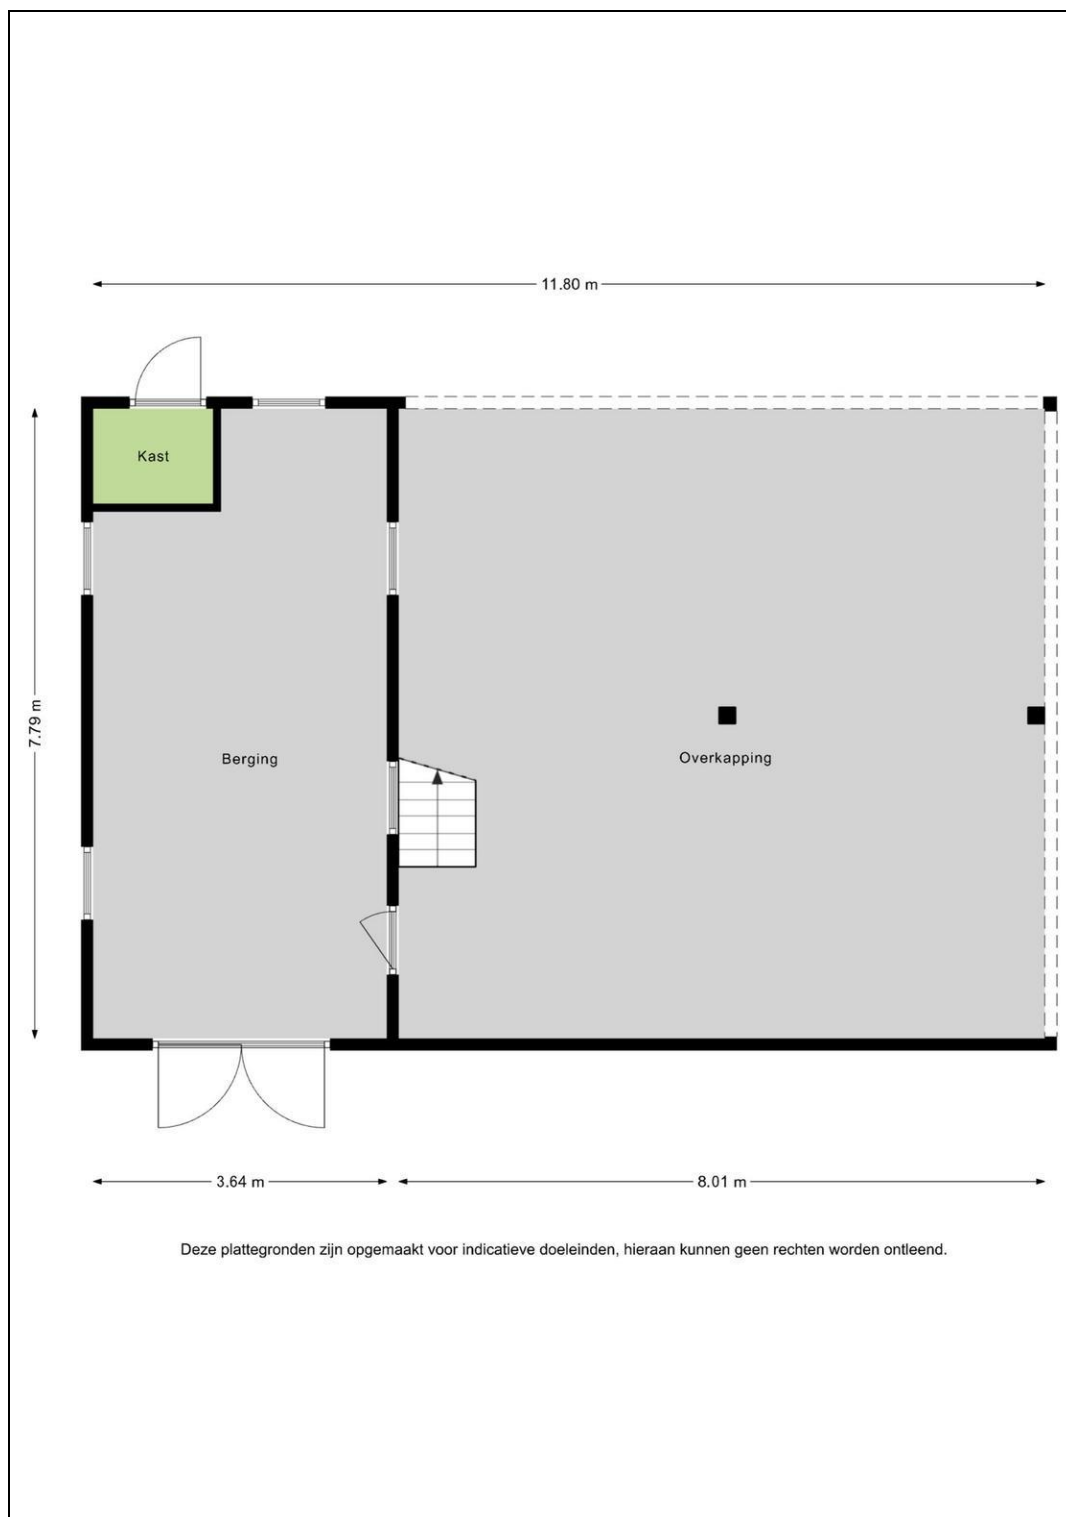 11.80 m
Kast
7.79 m
Berging
Overkapping
3.64 m
8.01 m
Deze plattegronden zijn opgemaakt voor indicatieve doeleinden, hieraan kunnen geen rechten worden ontleend.